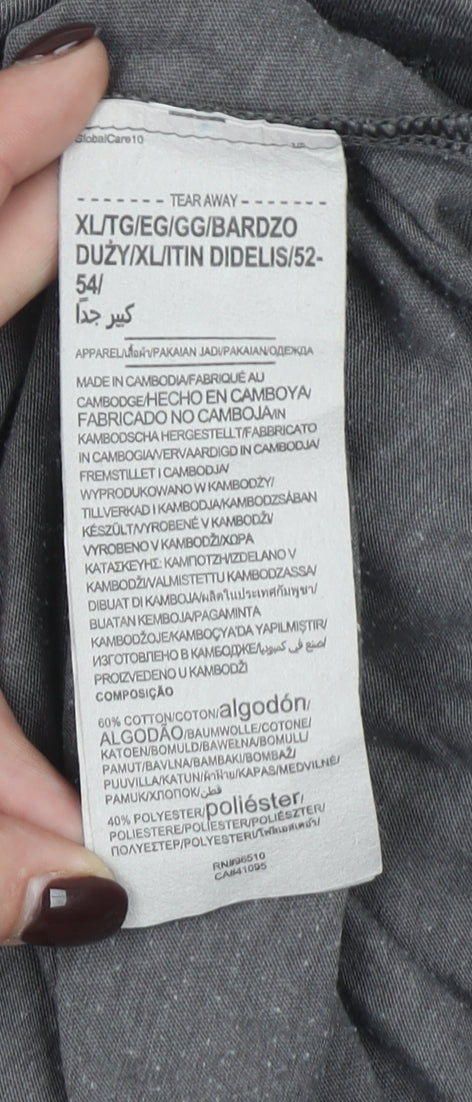 GlobalCare10
- - - - - - - TEAR AWAY - - - - - - -
XL/TG/EG/GG/BARDZO
DUŻY/XL/ITIN DIDELIS/52-
54/
كبير جدًا
APPAREL/เสื้อผ้า/PAKAIAN JADI/PAKAIAN/ОДЕЖДА
MADE IN CAMBODIA/FABRIQUÉ AU
CAMBODGE/HECHO EN CAMBOYA/
FABRICADO NO CAMBOJA/IN
KAMBODSCHA HERGESTELLT/FABBRICATO
IN CAMBOGIA/VERVAARDIGD IN CAMBODJA/
FREMSTILLET I CAMBODJA/
WYPRODUKOWANO W KAMBODŻY/
TILLVERKAD I KAMBODJA/KAMBODZSÁBAN
KÉSZÜLT/VYROBENÉ V KAMBODŽI/
VYROBENO V KAMBODŽI/ΧΩΡΑ
ΚΑΤΑΣΚΕΥΗΣ: ΚΑΜΠΟΤΖΗ/IZDELANO V
KAMBODŽI/VALMISTETTU KAMBODZASSA/
DIBUAT DI KAMBOJA/ผลิตในประเทศกัมพูชา/
BUATAN KEMBOJA/PAGAMINTA
KAMBODŽOJE/KAMBOÇYA'DA YAPILMIŞTIR/
ИЗГОТОВЛЕНО В КАМБОДЖЕ/صنع في كمبوديا/
PROIZVEDENO U KAMBODŽI
COMPOSIÇÃO
60% COTTON/COTON/algodón/
ALGODÃO/BAUMWOLLE/COTONE/
KATOEN/BOMULD/BAWEŁNA/BOMULL/
PAMUT/BAVLNA/ΒΑΜΒΑΚΙ/BOMBAŽ/
PUUVILLA/KATUN/ผ้าฝ้าย/KAPAS/MEDVILNĖ/
PAMUK/ХЛОПОК/قطن
40% POLYESTER/poliéster/
POLIESTERE/POLIESTER/POLIÉSZTER/
ΠΟΛΥΕΣΤΕΡ/POLYESTERI/โพลีเอสเตอร์/
RN#96510
CA#41095